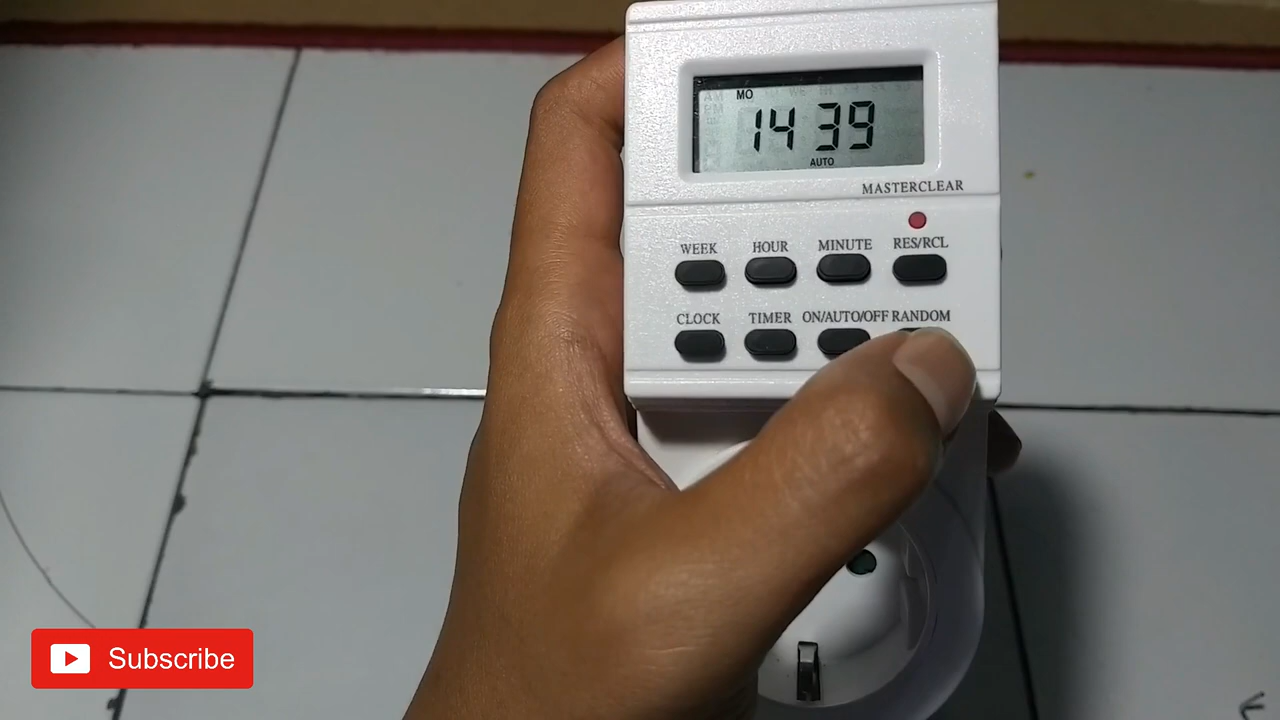 MO
14 39
AUTO
MASTERCLEAR
WEEK HOUR MINUTE RES/RCL
CLOCK TIMER ON/AUTO/OFF RANDOM
Subscribe